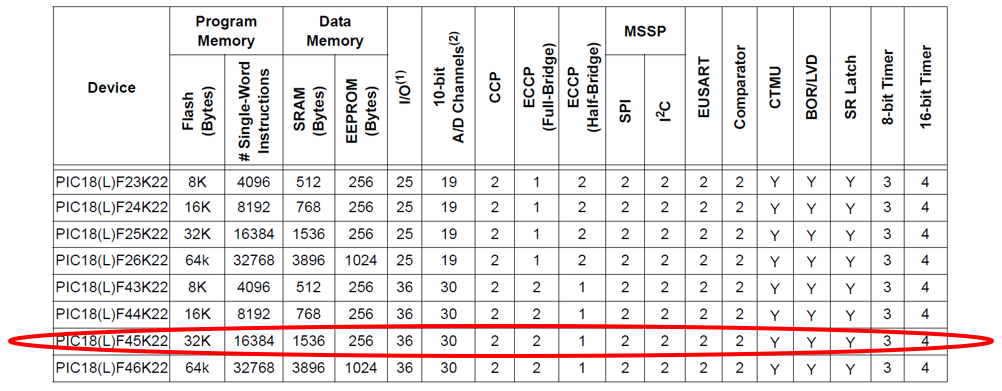 Device Program Memory Data Memory I/O(1) 10-bit A/D Channels(2) CCP ECCP (Full-Bridge) ECCP (Half-Bridge) MSSP EUSART Comparator CTMU BOR/LVD SR Latch 8-bit Timer 16-bit Timer
Flash (Bytes) # Single-Word Instructions SRAM (Bytes) EEPROM (Bytes) SPI I2C
PIC18(L)F23K22 8K 4096 512 256 25 19 2 1 2 2 2 2 2 Y Y Y 3 4
PIC18(L)F24K22 16K 8192 768 256 25 19 2 1 2 2 2 2 2 Y Y Y 3 4
PIC18(L)F25K22 32K 16384 1536 256 25 19 2 1 2 2 2 2 2 Y Y Y 3 4
PIC18(L)F26K22 64k 32768 3896 1024 25 19 2 1 2 2 2 2 2 Y Y Y 3 4
PIC18(L)F43K22 8K 4096 512 256 36 30 2 2 1 2 2 2 2 Y Y Y 3 4
PIC18(L)F44K22 16K 8192 768 256 36 30 2 2 1 2 2 2 2 Y Y Y 3 4
PIC18(L)F45K22 32K 16384 1536 256 36 30 2 2 1 2 2 2 2 Y Y Y 3 4
PIC18(L)F46K22 64k 32768 3896 1024 36 30 2 2 1 2 2 2 2 Y Y Y 3 4